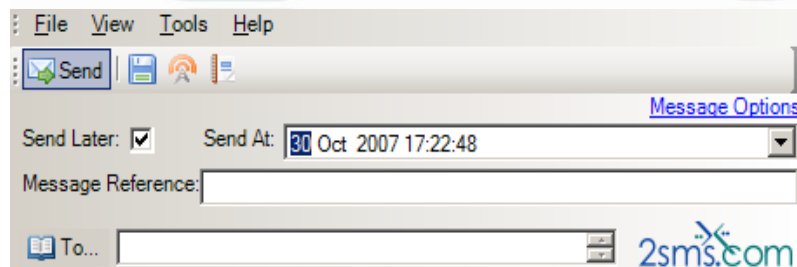 File View Tools Help
Send
Message Options
Send Later: Send At: 30 Oct 2007 17:22:48
Message Reference:
To...
2sms.com